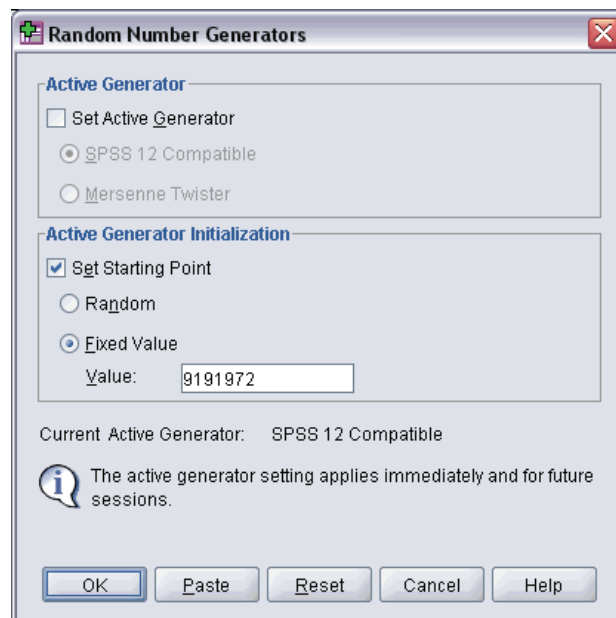 Random Number Generators
Active Generator
Set Active Generator
SPSS 12 Compatible
Mersenne Twister
Active Generator Initialization
Set Starting Point
Random
Fixed Value
Value: 9191972
Current Active Generator: SPSS 12 Compatible
The active generator setting applies immediately and for future
sessions.
OK Paste Reset Cancel Help